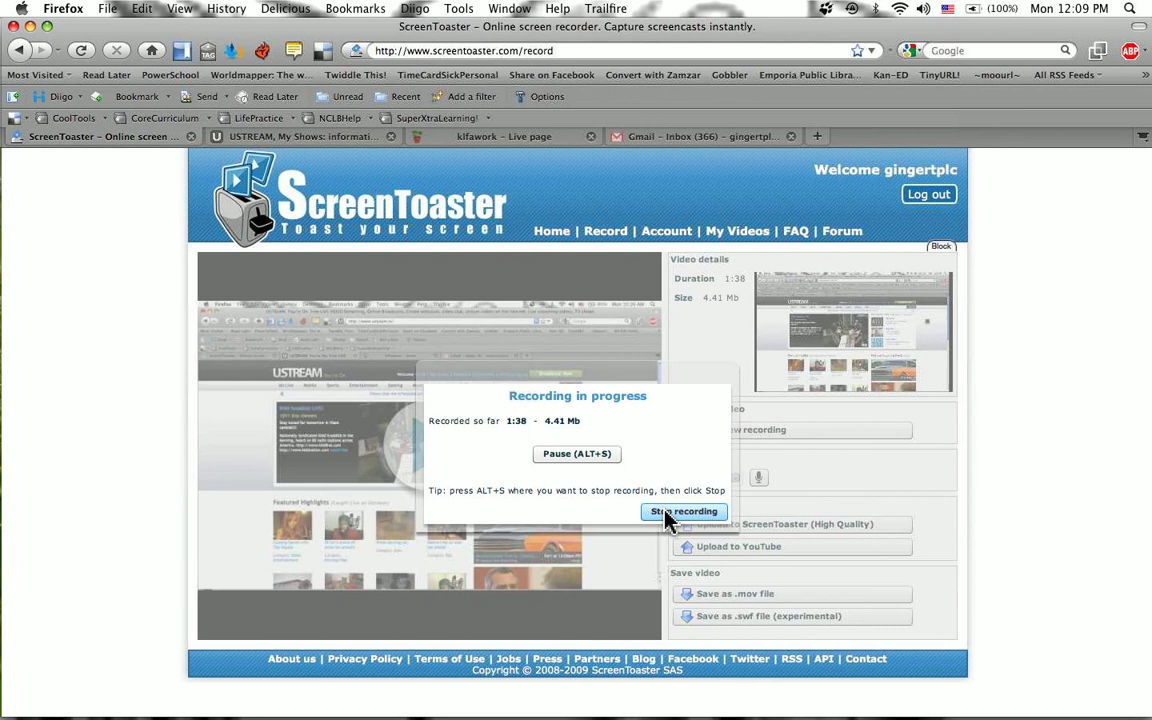 Firefox File Edit View History Delicious Bookmarks Diigo Tools Window Help Trailfire (100%) Mon 12:09 PM
ScreenToaster – Online screen recorder. Capture screencasts instantly.
http://www.screentoaster.com/record Google ABP
TAG
Most Visited Read Later PowerSchool Worldmapper: The w... Twiddle This! TimeCardSickPersonal Share on Facebook Convert with Zamzar Gobbler Emporia Public Libra... Kan-ED TinyURL! ~moourl~ All RSS Feeds »
Diigo Bookmark Send Read Later Unread Recent Add a filter Options
CoolTools CoreCurriculum LifePractice NCLBHelp SuperXtraLearning!
ScreenToaster – Online screen ... USTREAM, My Shows: informati... klfawork – Live page Gmail – Inbox (366) – gingertpl...
Welcome gingertplc
Log out
ScreenToaster
Toast your screen
Home | Record | Account | My Videos | FAQ | Forum
Block
Video details
Duration 1:38
Size 4.41 Mb
USTREAM
Featured Highlights
Recording in progress
Recorded so far 1:38 - 4.41 Mb
Pause (ALT+S)
Tip: press ALT+S where you want to stop recording, then click Stop
Stop recording
recording
Upload to ScreenToaster (High Quality)
Upload to YouTube
Save video
Save as .mov file
Save as .swf file (experimental)
About us | Privacy Policy | Terms of Use | Jobs | Press | Partners | Blog | Facebook | Twitter | RSS | API | Contact
Copyright © 2008-2009 ScreenToaster SAS